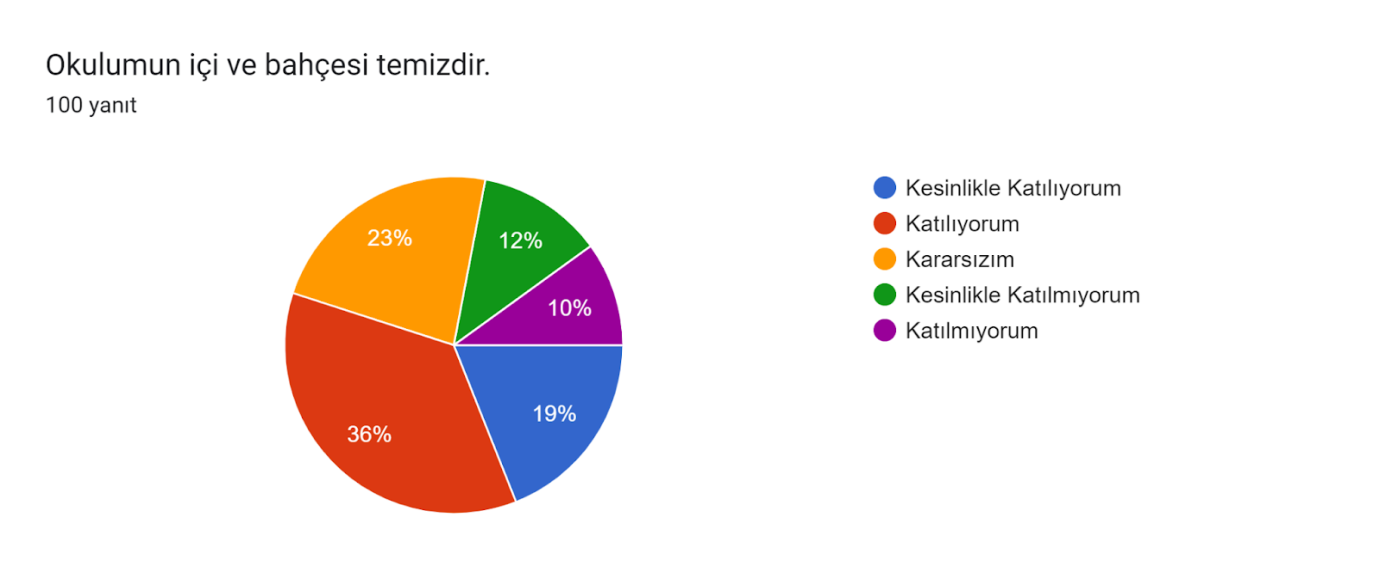 Okulumun içi ve bahçesi temizdir.
100 yanıt
23%
12%
10%
19%
36%
Kesinlikle Katılıyorum
Katılıyorum
Kararsızım
Kesinlikle Katılmıyorum
Katılmıyorum